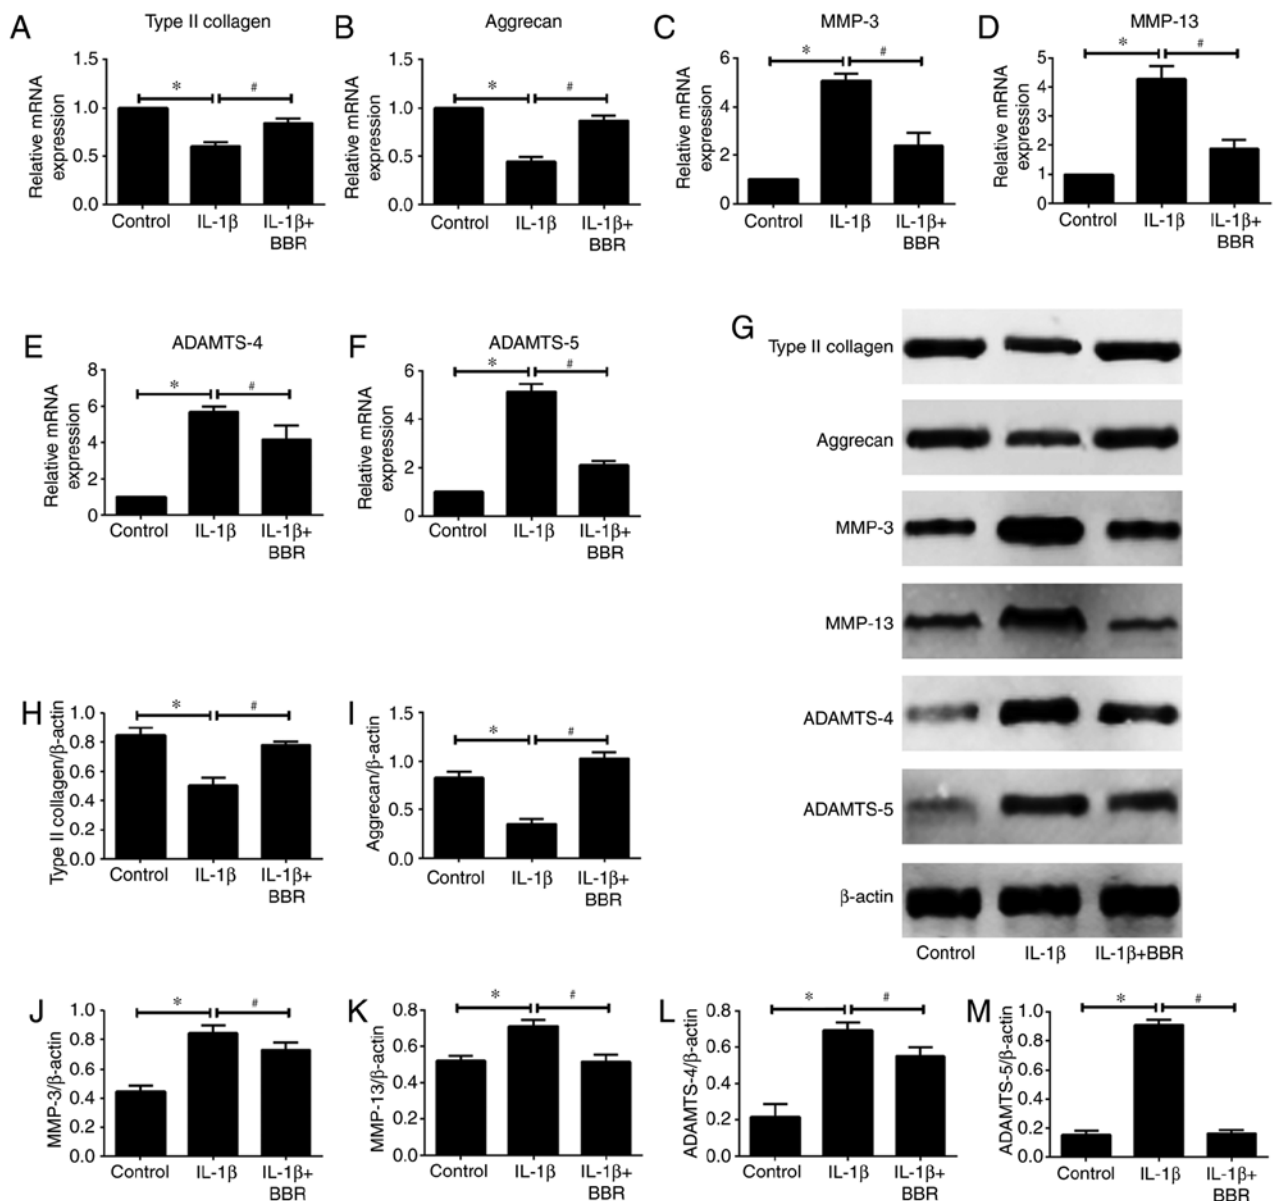 A
Type II collagen
Relative mRNA
expression
1.5
1.0
0.5
0.0
*
#
Control
IL-1β
IL-1β+
BBR
B
Aggrecan
Relative mRNA
expression
1.5
1.0
0.5
0.0
*
#
Control
IL-1β
IL-1β+
BBR
C
MMP-3
Relative mRNA
expression
6
4
2
0
*
#
Control
IL-1β
IL-1β+
BBR
D
MMP-13
Relative mRNA
expression
5
4
3
2
1
0
*
#
Control
IL-1β
IL-1β+
BBR
E
ADAMTS-4
Relative mRNA
expression
8
6
4
2
0
*
#
Control
IL-1β
IL-1β+
BBR
F
ADAMTS-5
Relative mRNA
expression
6
4
2
0
*
#
Control
IL-1β
IL-1β+
BBR
G
Type II collagen
Aggrecan
MMP-3
MMP-13
ADAMTS-4
ADAMTS-5
β-actin
Control
IL-1β
IL-1β+BBR
H
Type II collagen/β-actin
1.0
0.8
0.6
0.4
0.2
0.0
*
#
Control
IL-1β
IL-1β+
BBR
I
Aggrecan/β-actin
1.5
1.0
0.5
0.0
*
#
Control
IL-1β
IL-1β+
BBR
J
MMP-3/β-actin
1.0
0.8
0.6
0.4
0.2
0.0
*
#
Control
IL-1β
IL-1β+
BBR
K
MMP-13/β-actin
0.8
0.6
0.4
0.2
0.0
*
#
Control
IL-1β
IL-1β+
BBR
L
ADAMTS-4/β-actin
0.8
0.6
0.4
0.2
0.0
*
#
Control
IL-1β
IL-1β+
BBR
M
ADAMTS-5/β-actin
1.0
0.8
0.6
0.4
0.2
0.0
*
#
Control
IL-1β
IL-1β+
BBR